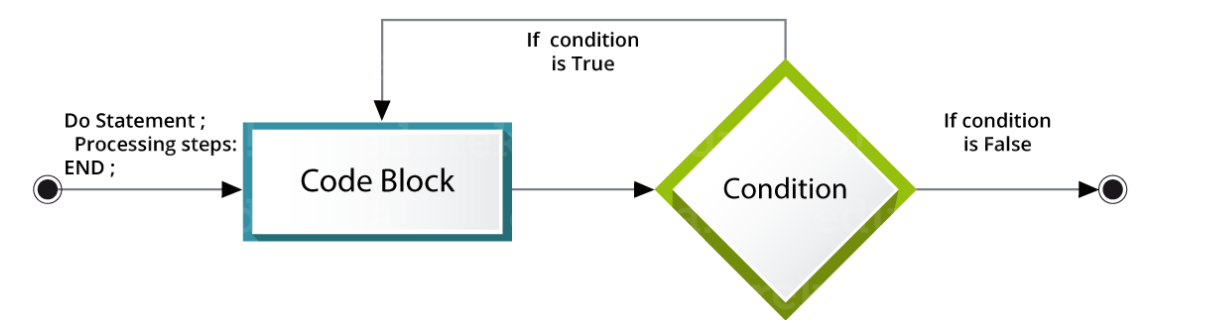 If  condition
is True
Do Statement ;
Processing steps:
END ;
Code Block
Condition
If condition
is False